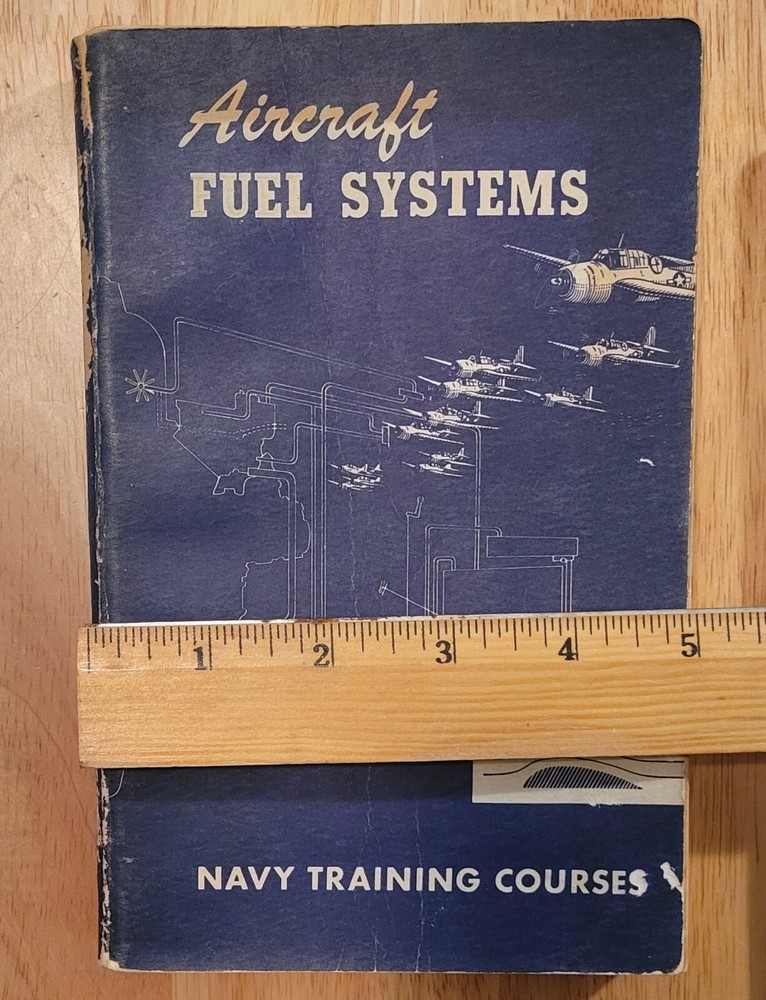 Aircraft
FUEL SYSTEMS
1 2 3 4 5
NAVY TRAINING COURSES